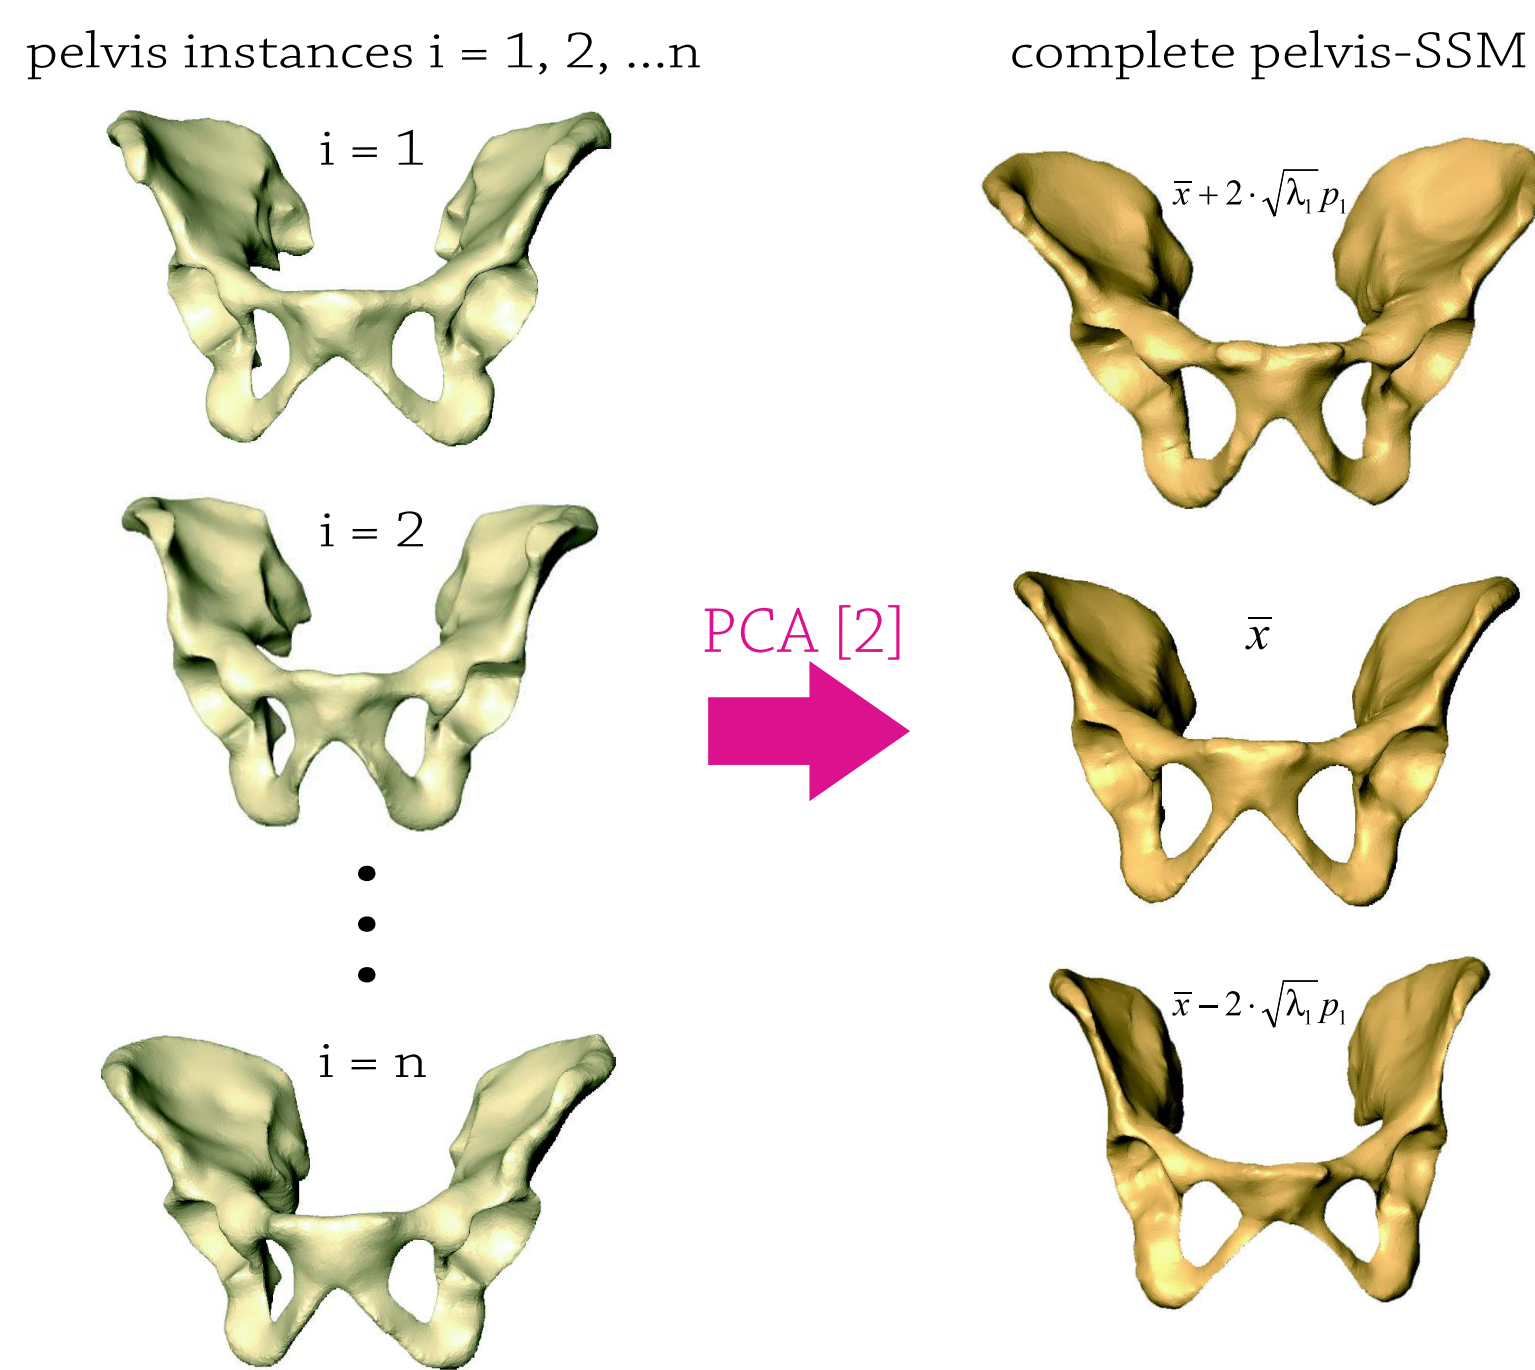 pelvis instances i = 1, 2, ...n
i = 1
i = 2
i = n
PCA [2]
complete pelvis-SSM
x̅ + 2 · √λ₁ p₁
x̅
x̅ − 2 · √λ₁ p₁